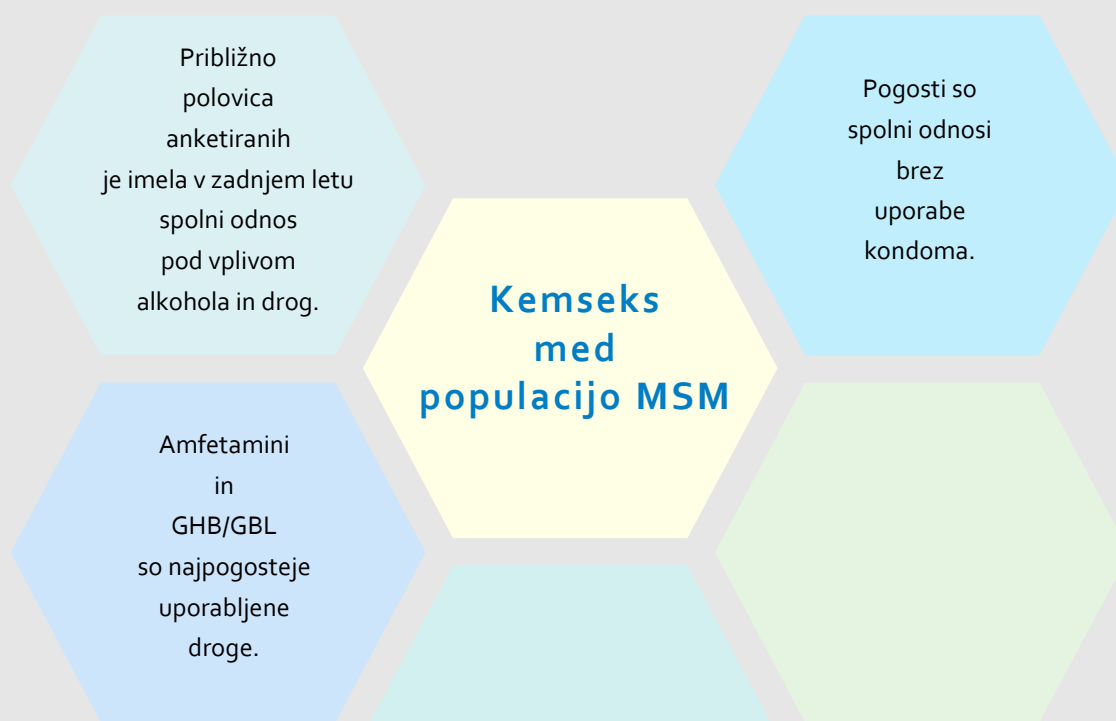 Približno
polovica
anketiranih
je imela v zadnjem letu
spolni odnos
pod vplivom
alkohola in drog.
Pogosti so
spolni odnosi
brez
uporabe
kondoma.
Kemseks
med
populacijo MSM
Amfetamini
in
GHB/GBL
so najpogosteje
uporabljene
droge.